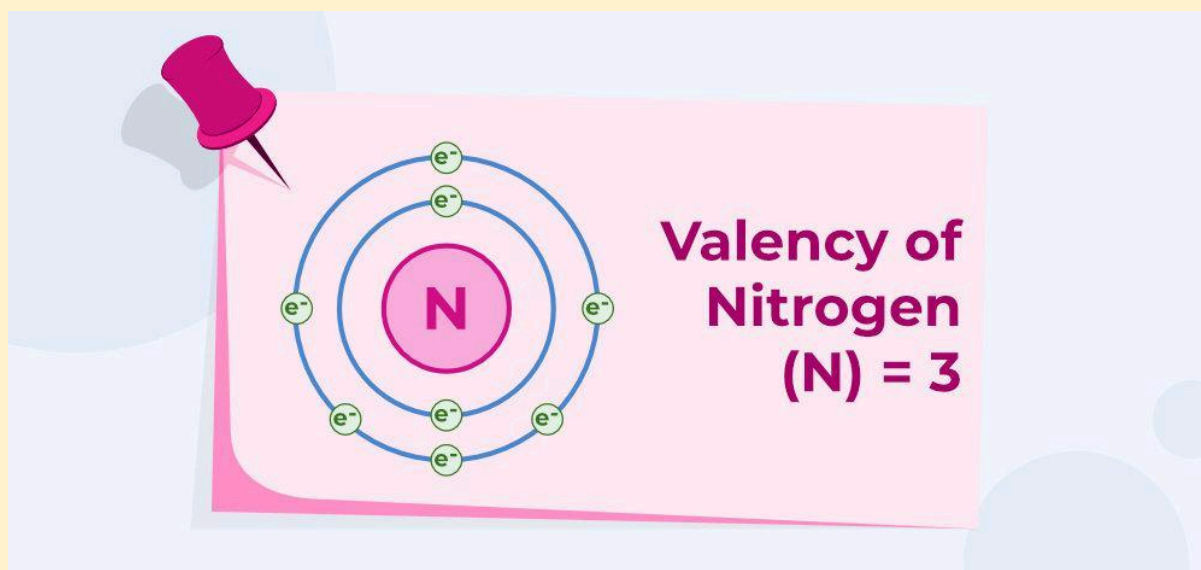 e-
e-
N
e- e-
e- e- e-
e-
Valency of
Nitrogen
(N) = 3